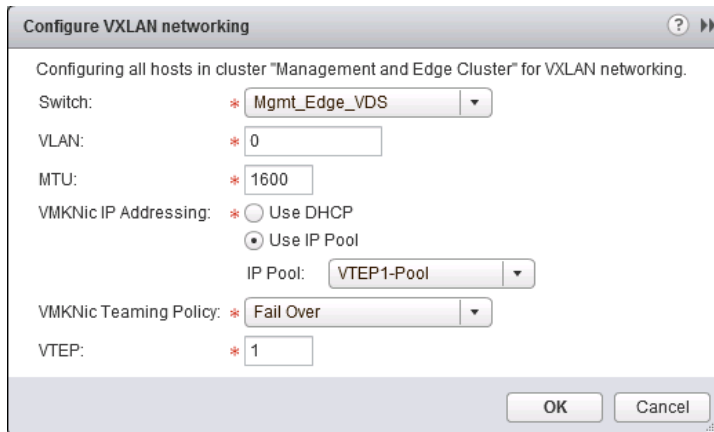 Configure VXLAN networking ?
Configuring all hosts in cluster "Management and Edge Cluster" for VXLAN networking.
Switch: * Mgmt_Edge_VDS
VLAN: * 0
MTU: * 1600
VMKNic IP Addressing: * Use DHCP
Use IP Pool
IP Pool: VTEP1-Pool
VMKNic Teaming Policy: * Fail Over
VTEP: * 1
OK Cancel